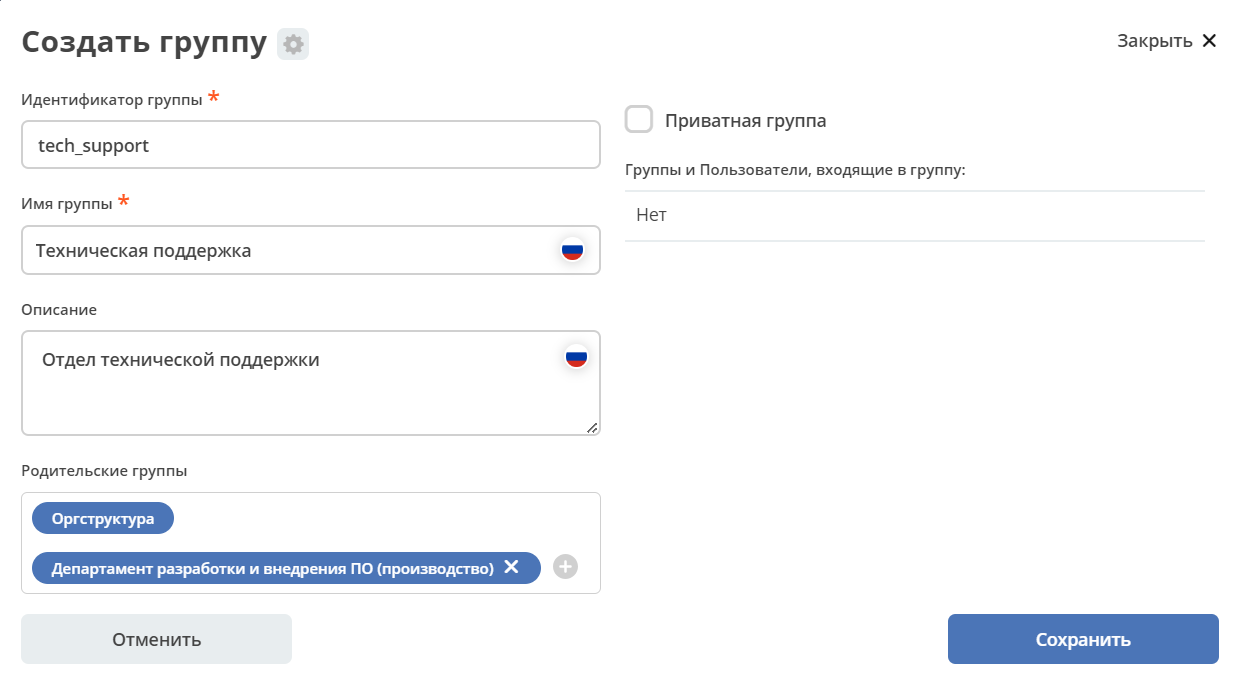 Создать группу
Закрыть
Идентификатор группы *
tech_support
Имя группы *
Техническая поддержка
Описание
Отдел технической поддержки
Родительские группы
Оргструктура
Департамент разработки и внедрения ПО (производство)
Приватная группа
Группы и Пользователи, входящие в группу:
Нет
Отменить
Сохранить